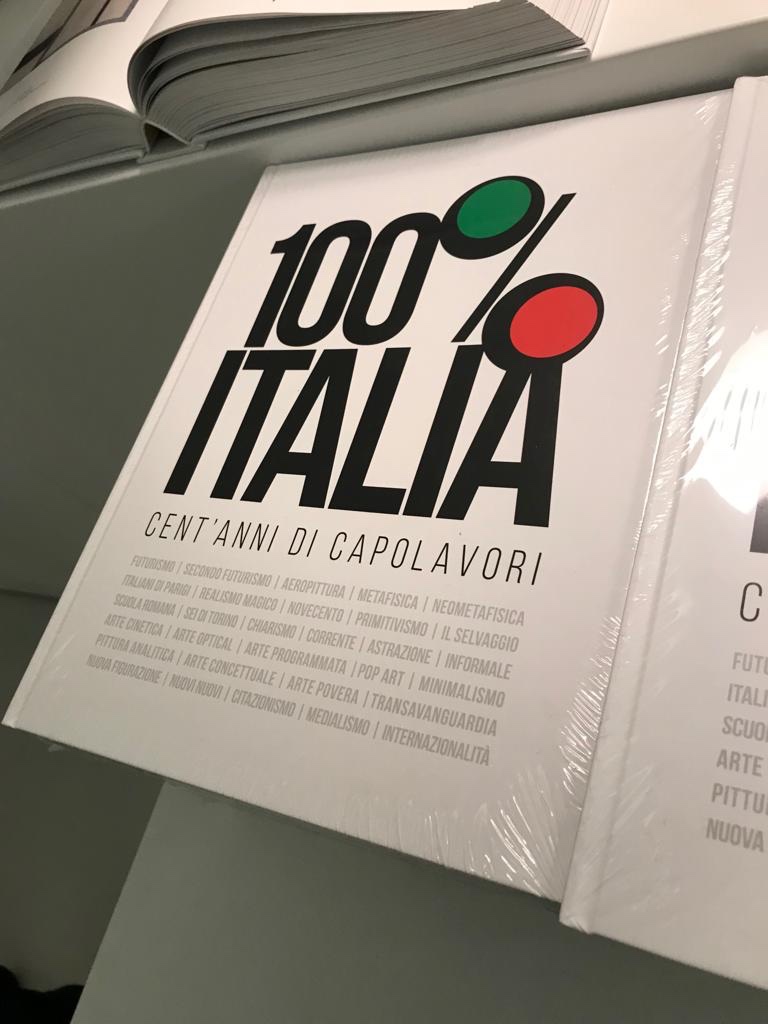 100%
ITALIA
CENT'ANNI DI CAPOLAVORI
FUTURISMO | SECONDO FUTURISMO | AEROPITTURA | METAFISICA | NEOMETAFISICA
ITALIANI DI PARIGI | REALISMO MAGICO | NOVECENTO | PRIMITIVISMO | IL SELVAGGIO
SCUOLA ROMANA | SEI DI TORINO | CHIARISMO | CORRENTE | ASTRAZIONE | INFORMALE
ARTE CINETICA | ARTE OPTICAL | ARTE PROGRAMMATA | POP ART | MINIMALISMO
PITTURA ANALITICA | ARTE CONCETTUALE | ARTE POVERA | TRANSAVANGUARDIA
NUOVA FIGURAZIONE | NUOVI NUOVI | CITAZIONISMO | MEDIALISMO | INTERNAZIONALITÀ
C
FUTU
ITALI
SCUOL
ARTE
PITTU
NUOVA